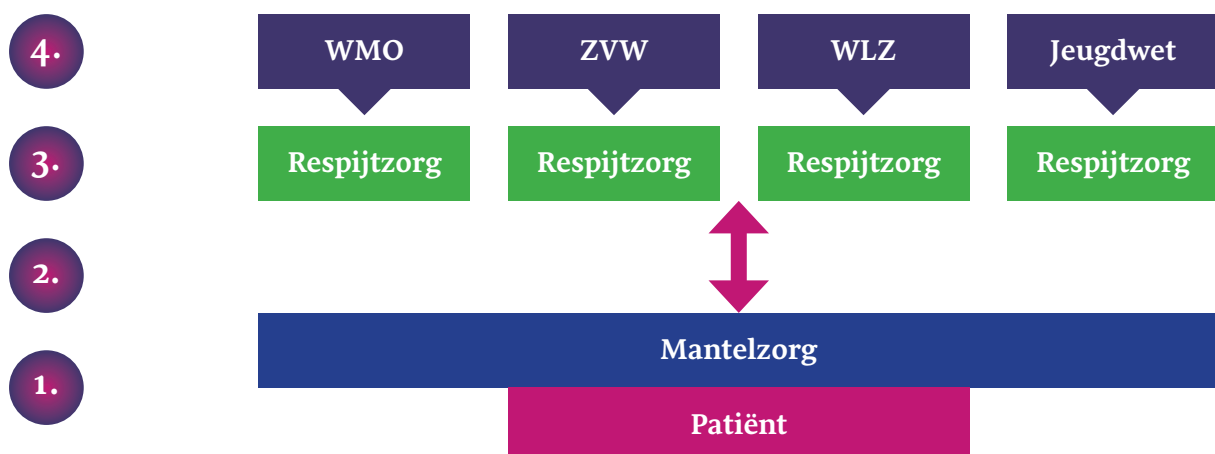 4.
WMO
ZVW
WLZ
Jeugdwet
3.
Respijtzorg
Respijtzorg
Respijtzorg
Respijtzorg
2.
Mantelzorg
1.
Patiënt